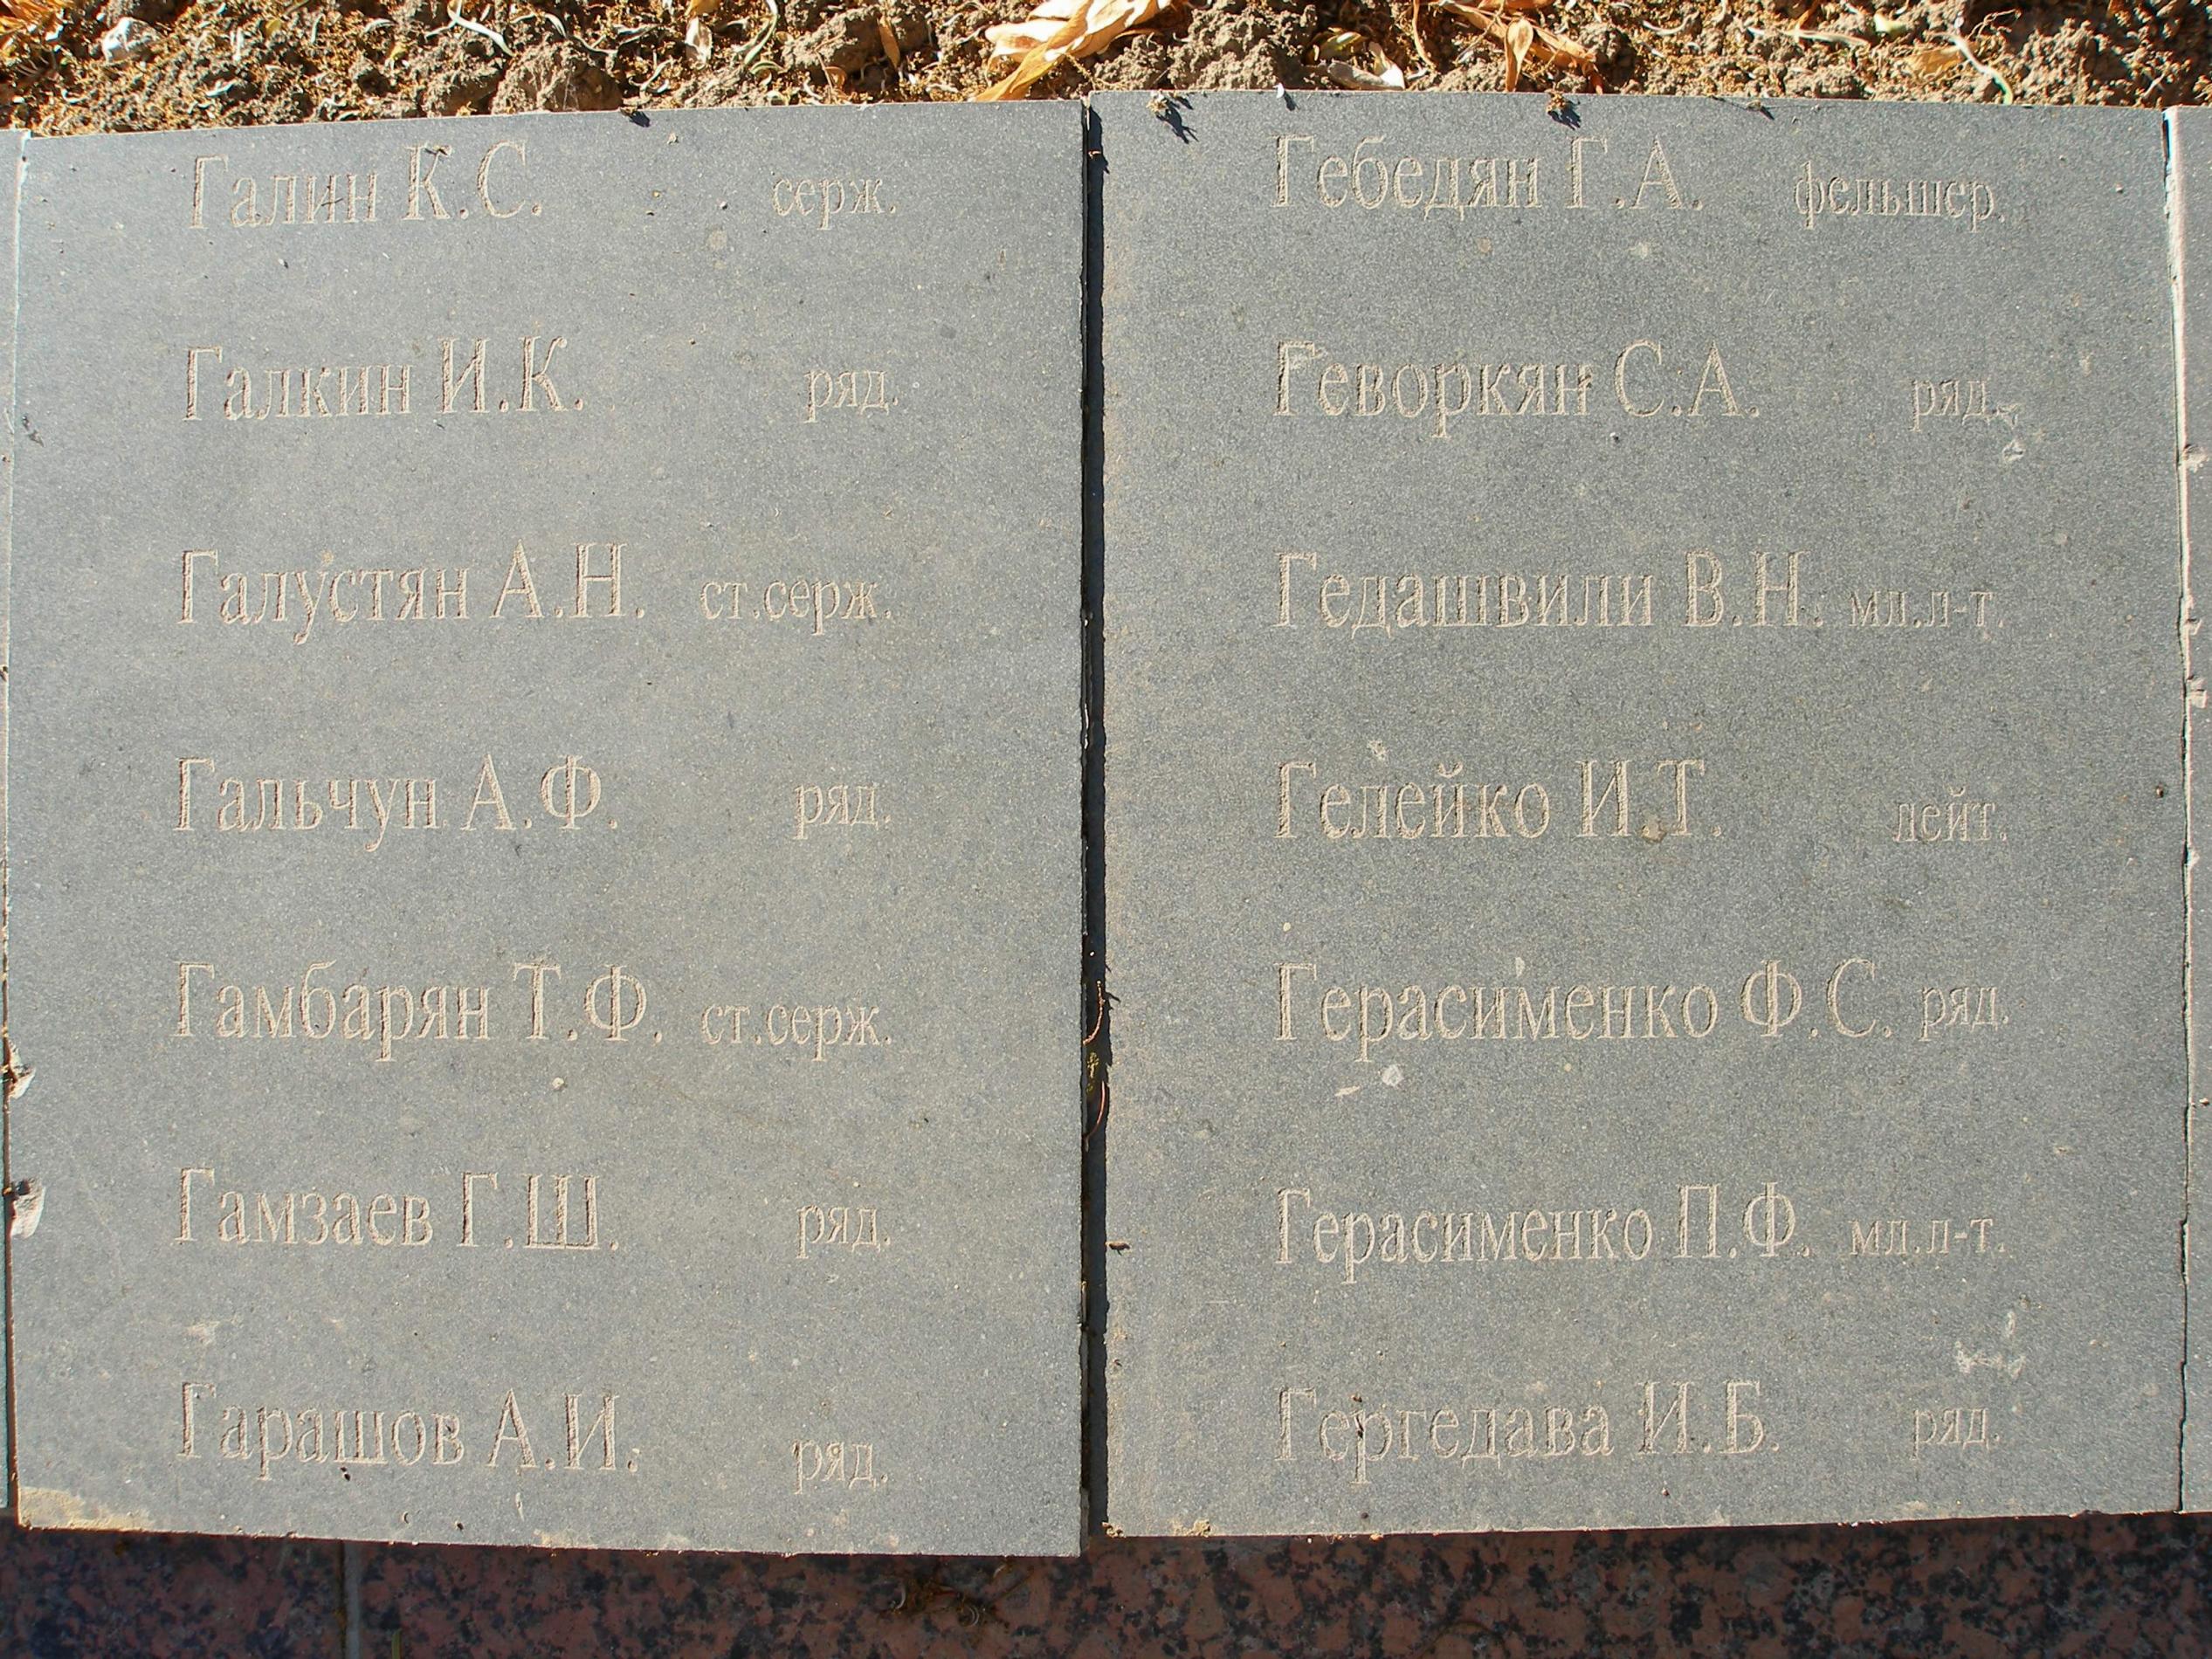 Галин К.С. серж.
Галкин И.К. ряд.
Галустян А.Н. ст.серж.
Гальчун А.Ф. ряд.
Гамбарян Т.Ф. ст.серж.
Гамзаев Г.Ш. ряд.
Гарашов А.И. ряд.
Гебедян Г.А. фельшер.
Геворкян С.А. ряд.
Гедашвили В.Н. мл.л-т.
Гелейко И.Т. лейт.
Герасименко Ф.С. ряд.
Герасименко П.Ф. мл.л-т.
Гергедава И.Б. ряд.